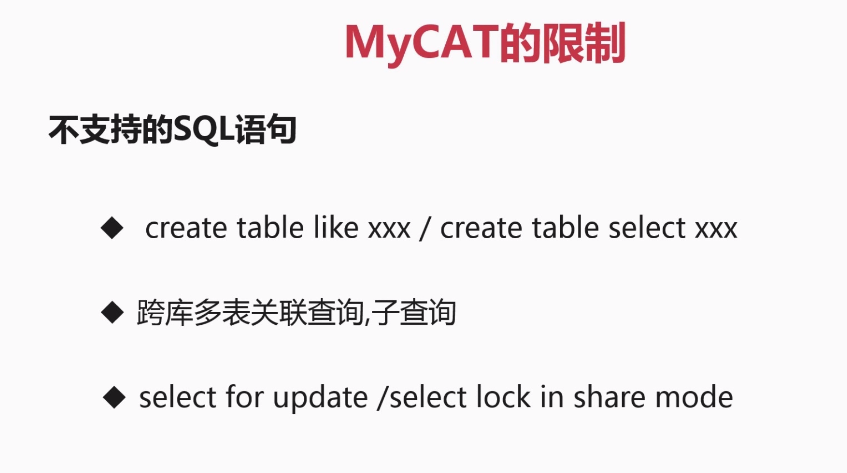 MyCAT的限制
不支持的SQL语句
◆ create table like xxx / create table select xxx
◆ 跨库多表关联查询,子查询
◆ select for update /select lock in share mode